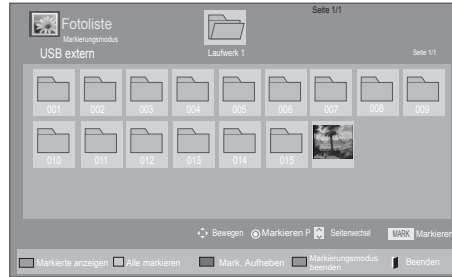 Seite 1/1
Fotoliste
Markierungsmodus
USB extern
Laufwerk 1
Seite 1/1
001 002 003 004 005 006 007 008 009
010 011 012 013 014 015
Bewegen Markieren P Seitenwechsel MARK Markieren
Markierte anzeigen Alle markieren Mark. Aufheben Markierungsmodus beenden Beenden